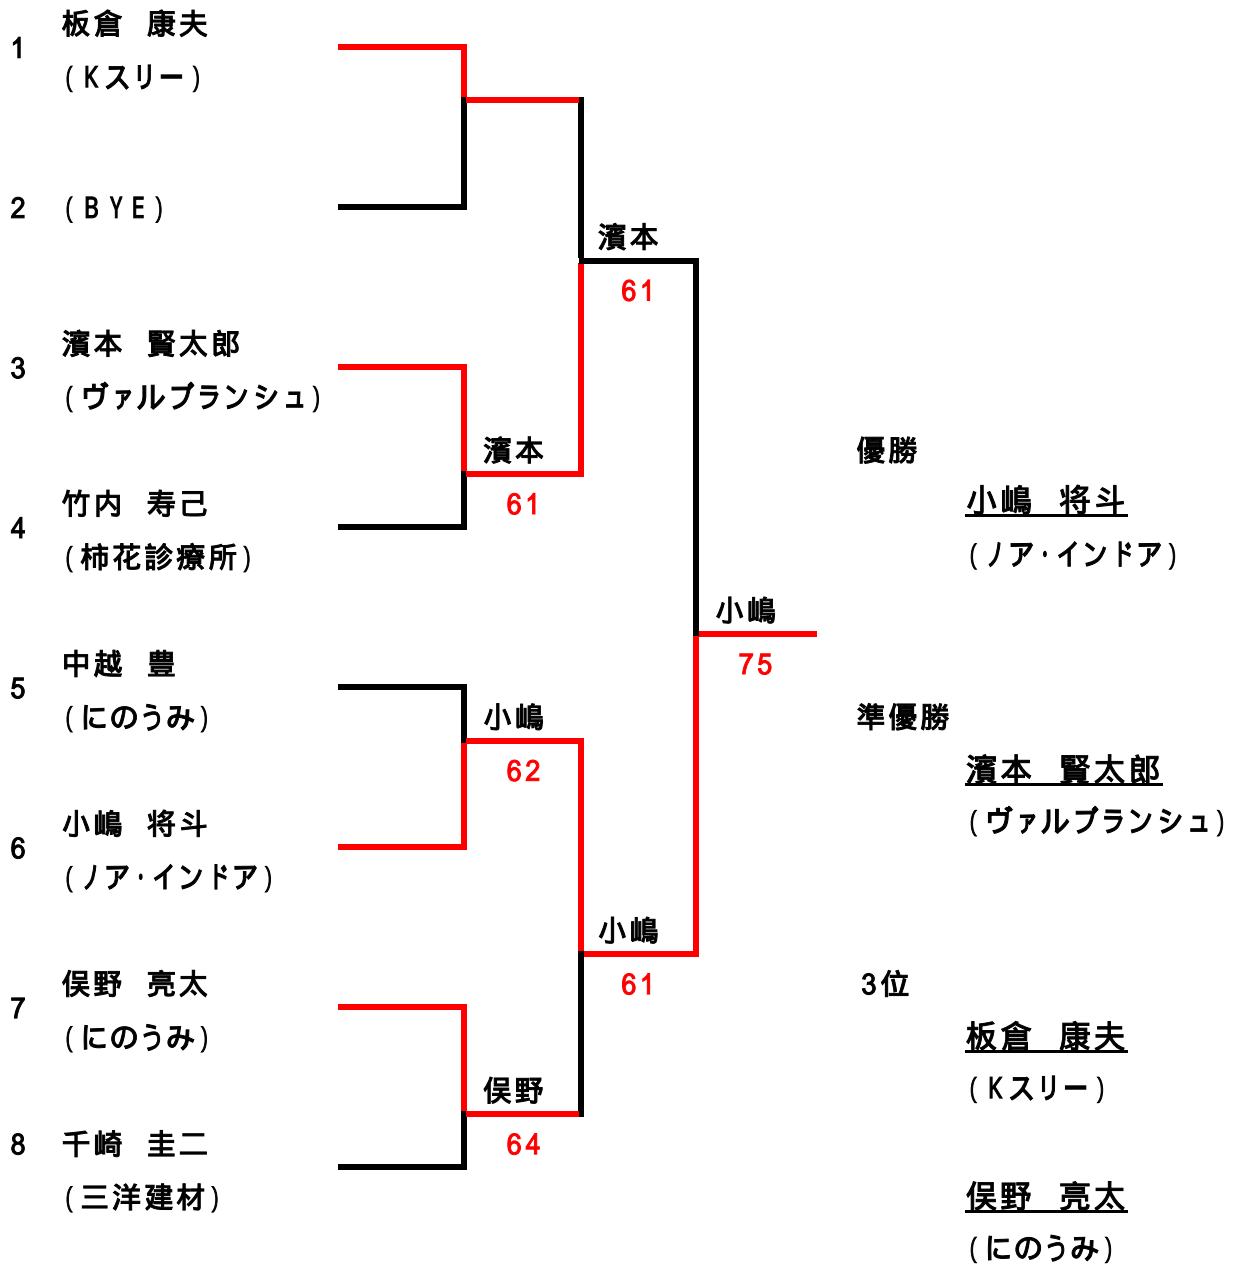 1 板倉 康夫
(Kスリー)
2 (BYE)
濱本
61
3 濱本 賢太郎
(ヴァルブランシュ)
濱本
61
4 竹内 寿己
(柿花診療所)
5 中越 豊
(にのうみ)
小嶋
62
6 小嶋 将斗
(ノア・インドア)
小嶋
75
小嶋
61
7 俣野 亮太
(にのうみ)
俣野
64
8 千崎 圭二
(三洋建材)
優勝
小嶋 将斗
(ノア・インドア)
準優勝
濱本 賢太郎
(ヴァルブランシュ)
3位
板倉 康夫
(Kスリー)
俣野 亮太
(にのうみ)